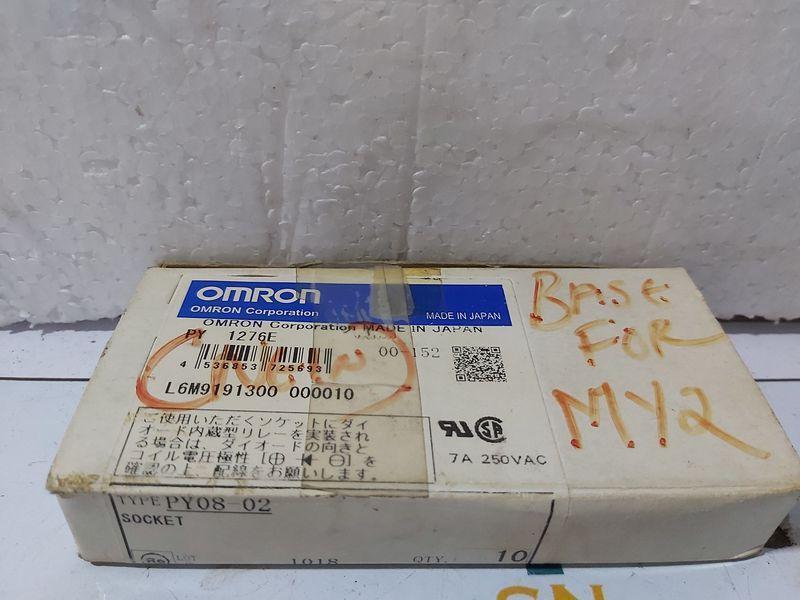 OMRON
OMRON Corporation MADE IN JAPAN
OMRON Corporation MADE IN JAPAN
PY 1276E
00-152
4 536853 725693
L6M9191300 000010
ご使用いただくソケットにダイ
オード内蔵型リレーを実装され
る場合は、ダイオードの向きと
コイル電圧極性 [⊕ ⊖] を
確認の上、配線をお願いします。
7A 250VAC
BASE
FOR
MY2
TYPE PY08-02
SOCKET
LOT 1018 QTY. 10
SN